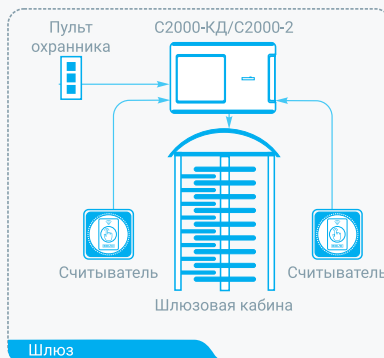 Пульт
охранника
С2000-КД/С2000-2
Считыватель
Считыватель
Шлюзовая кабина
Шлюз